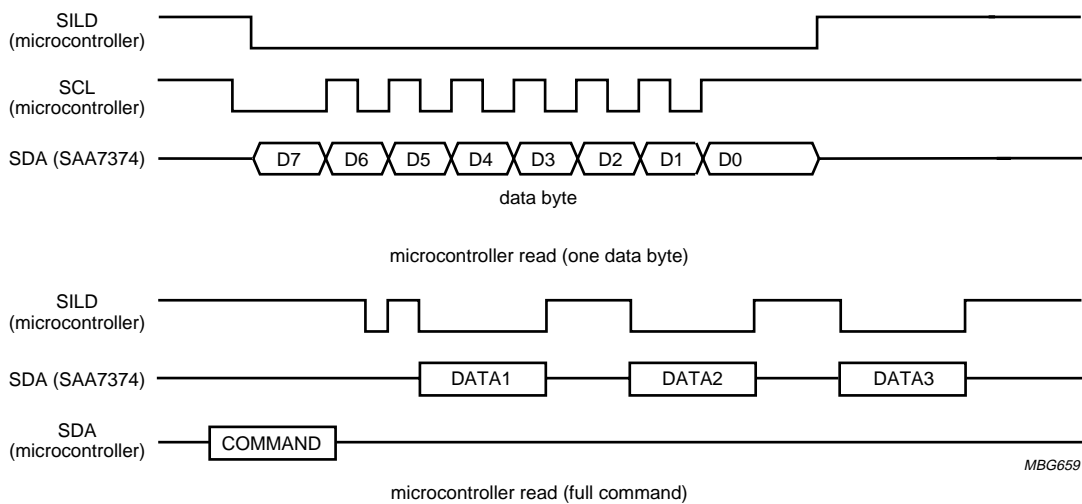 SILD
(microcontroller)
SCL
(microcontroller)
SDA (SAA7374)
D7 D6 D5 D4 D3 D2 D1 D0
data byte
microcontroller read (one data byte)
SILD
(microcontroller)
SDA (SAA7374)
DATA1 DATA2 DATA3
SDA
(microcontroller)
COMMAND
MBG659
microcontroller read (full command)